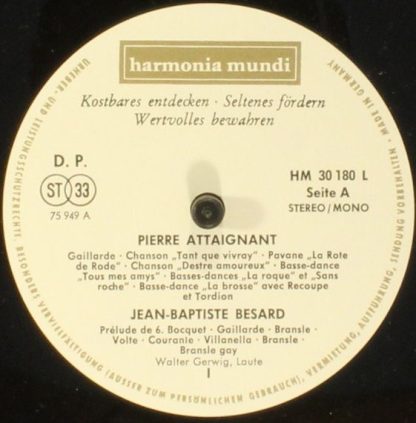 harmonia mundi
Kostbares entdecken · Seltenes fördern
Wertvolles bewahren
D. P.
ST 33
75 949 A
HM 30 180 L
Seite A
STEREO/MONO
PIERRE ATTAIGNANT
Gaillarde · Chanson „Tant que vivray" · Pavane „La Rote
de Rode" · Chanson „Destre amoureux" · Basse-dance
„Tous mes amys" · Basses-dances „La roque" et „Sans
roche" · Basse-dance „La brosse" avec Recoupe
et Tordion
JEAN-BAPTISTE BESARD
Prélude de 6. Bocquet · Gaillarde · Bransle ·
Volte · Courante · Villanella · Bransle ·
Bransle gay
Walter Gerwig, Laute
I
URHEBER- UND LEISTUNGSSCHUTZRECHTE, BESONDERS VERVIELFÄLTIGUNG (AUSSER ZUM PERSÖNLICHEN GEBRAUCH), VERMIETUNG, AUFFÜHRUNG, SENDUNG VORBEHALTEN · MADE IN GERMANY